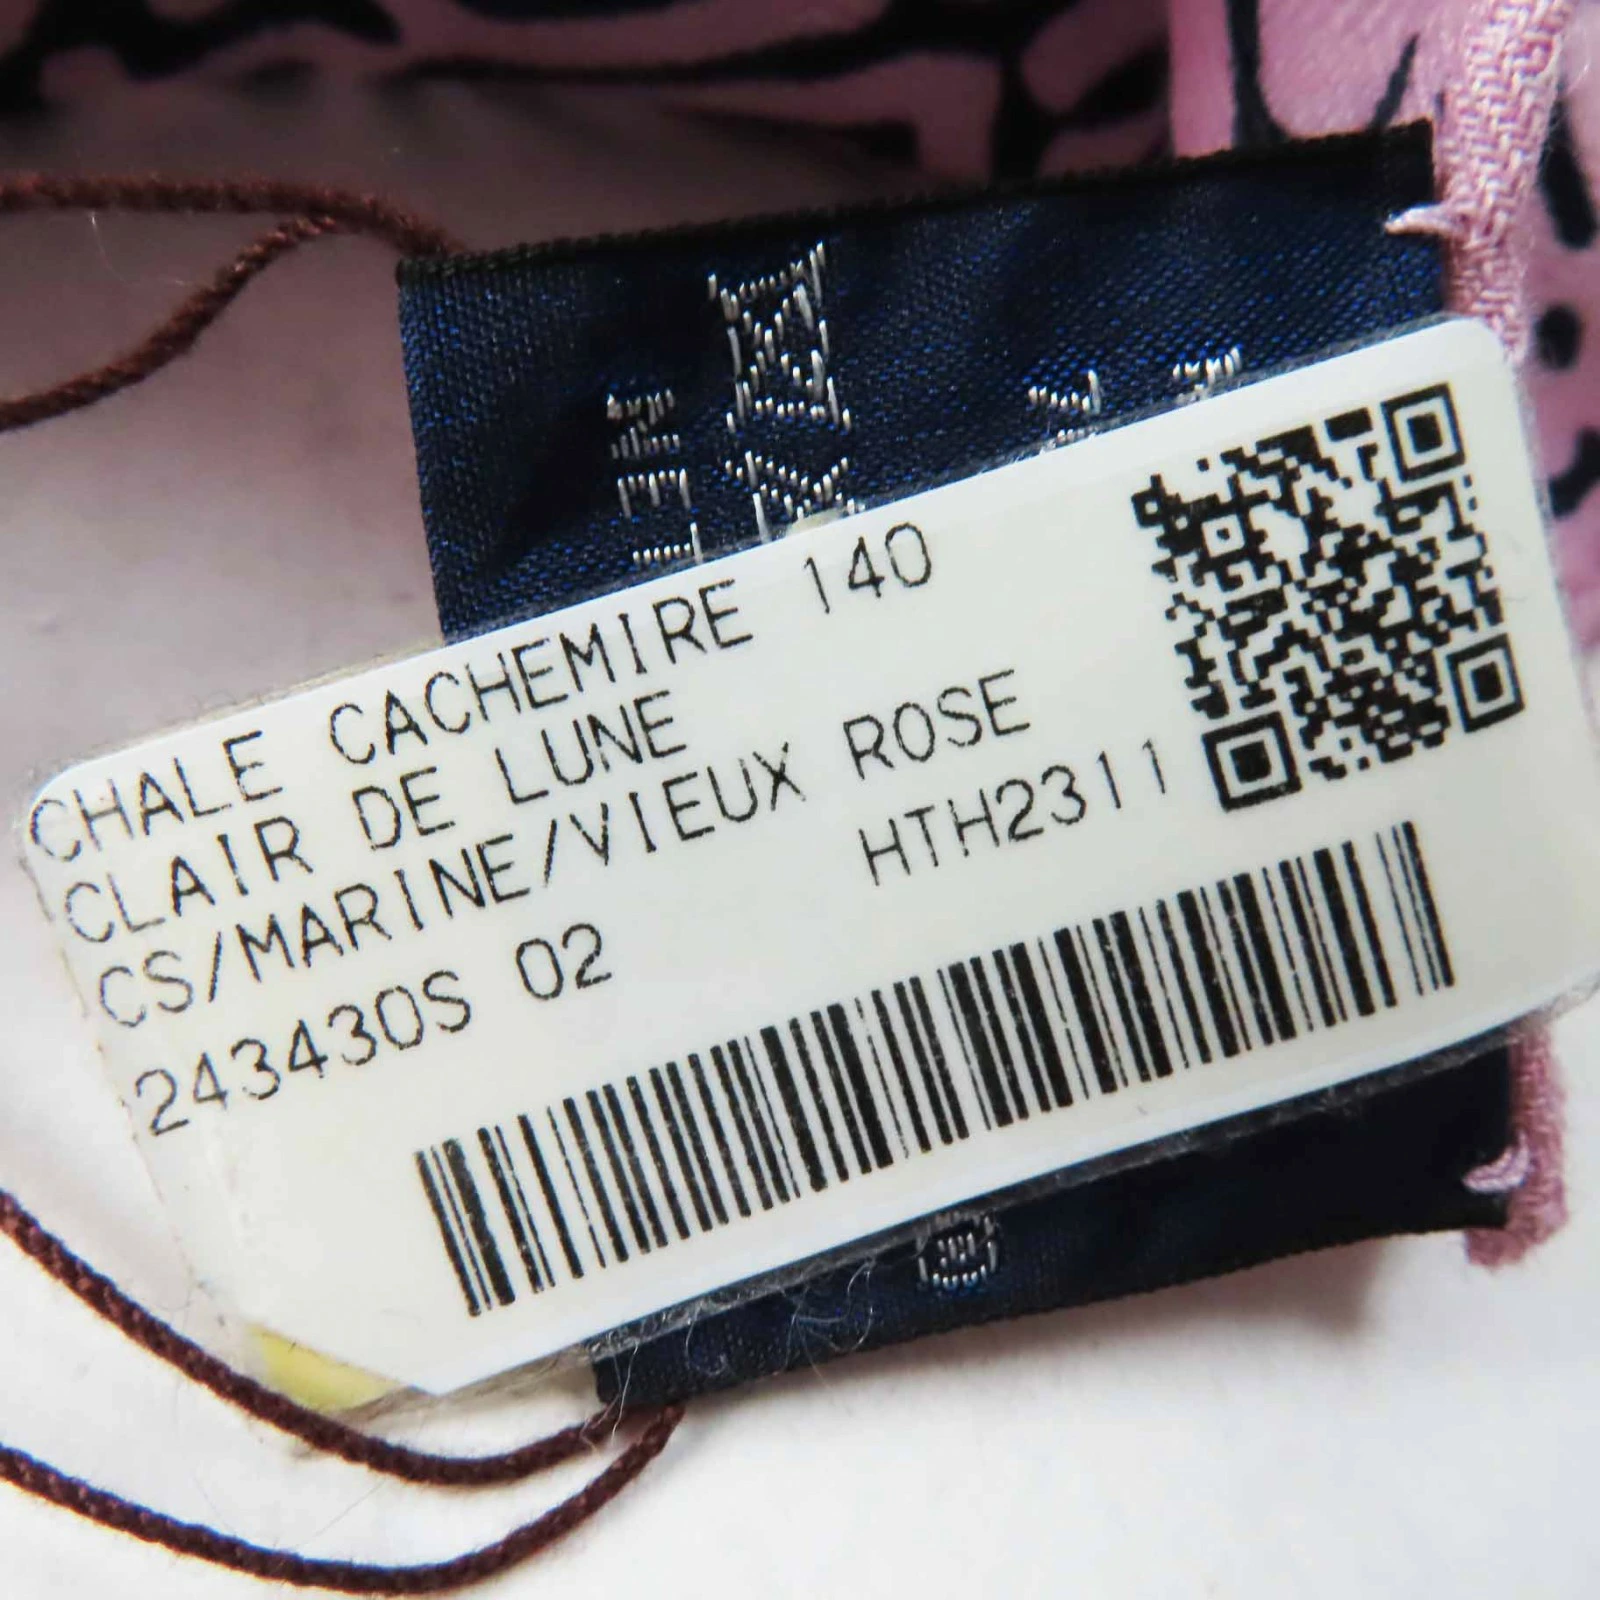 CHALE CACHEMIRE 140
CLAIR DE LUNE
CS/MARINE/VIEUX ROSE
243430S 02 HTH2311